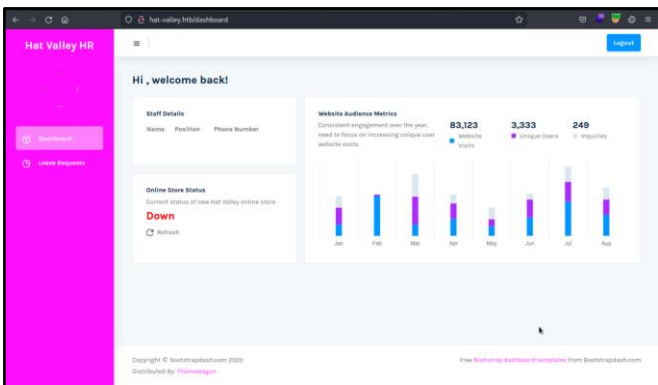 hat-valley.htb/dashboard
Hat Valley HR
Logout
Hi , welcome back!
Dashboard
Leave Requests
Staff Details
Name Position Phone Number
Online Store Status
Current status of new Hat Valley online store
Down
Refresh
Website Audience Metrics
Consistent engagement over the year,
need to focus on increasing unique user
website visits.
83,123
Website
Visits
3,333
Unique Users
249
Inquiries
Jan Feb Mar Apr May Jun Jul Aug
Copyright © bootstrapdash.com 2020
Distributed By: Themewagon
Free Bootstrap dashboard templates from Bootstrapdash.com